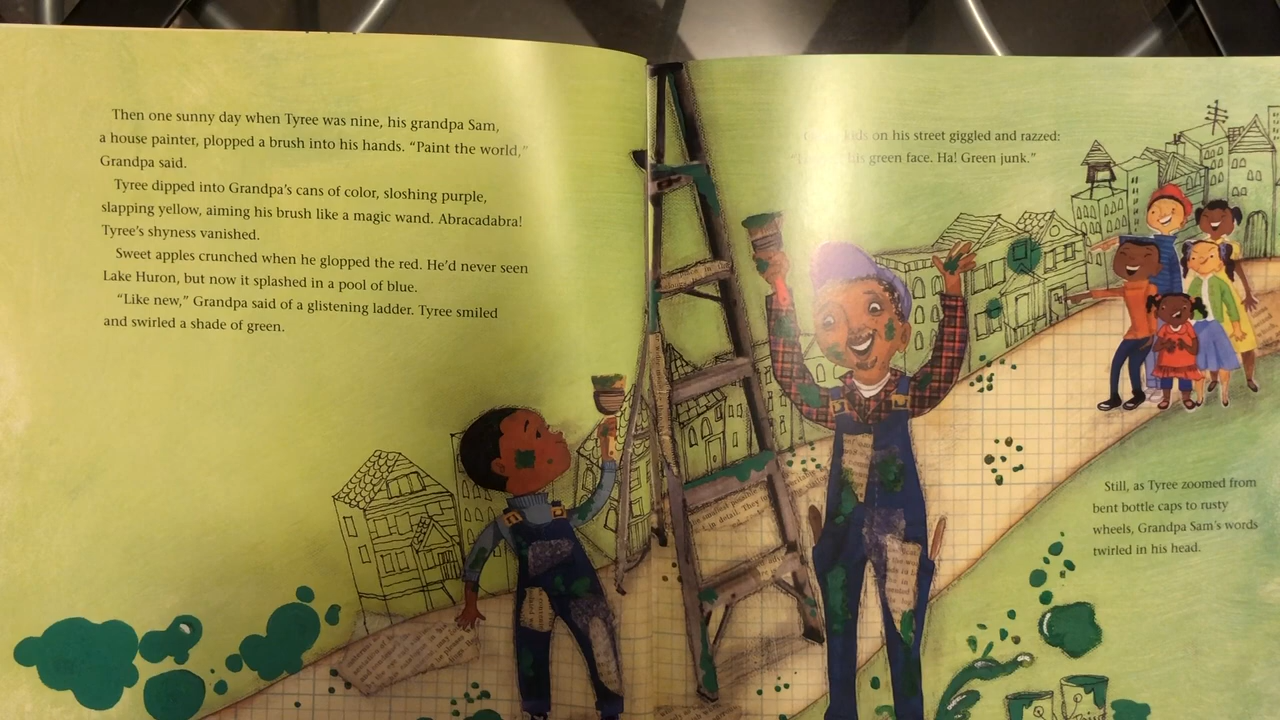 Then one sunny day when Tyree was nine, his grandpa Sam,
a house painter, plopped a brush into his hands. “Paint the world,”
Grandpa said.
Tyree dipped into Grandpa’s cans of color, sloshing purple,
slapping yellow, aiming his brush like a magic wand. Abracadabra!
Tyree’s shyness vanished.
Sweet apples crunched when he glopped the red. He’d never seen
Lake Huron, but now it splashed in a pool of blue.
“Like new,” Grandpa said of a glistening ladder. Tyree smiled
and swirled a shade of green.
kids on his street giggled and razzed:
his green face. Ha! Green junk.”
Still, as Tyree zoomed from
bent bottle caps to rusty
wheels, Grandpa Sam’s words
twirled in his head.